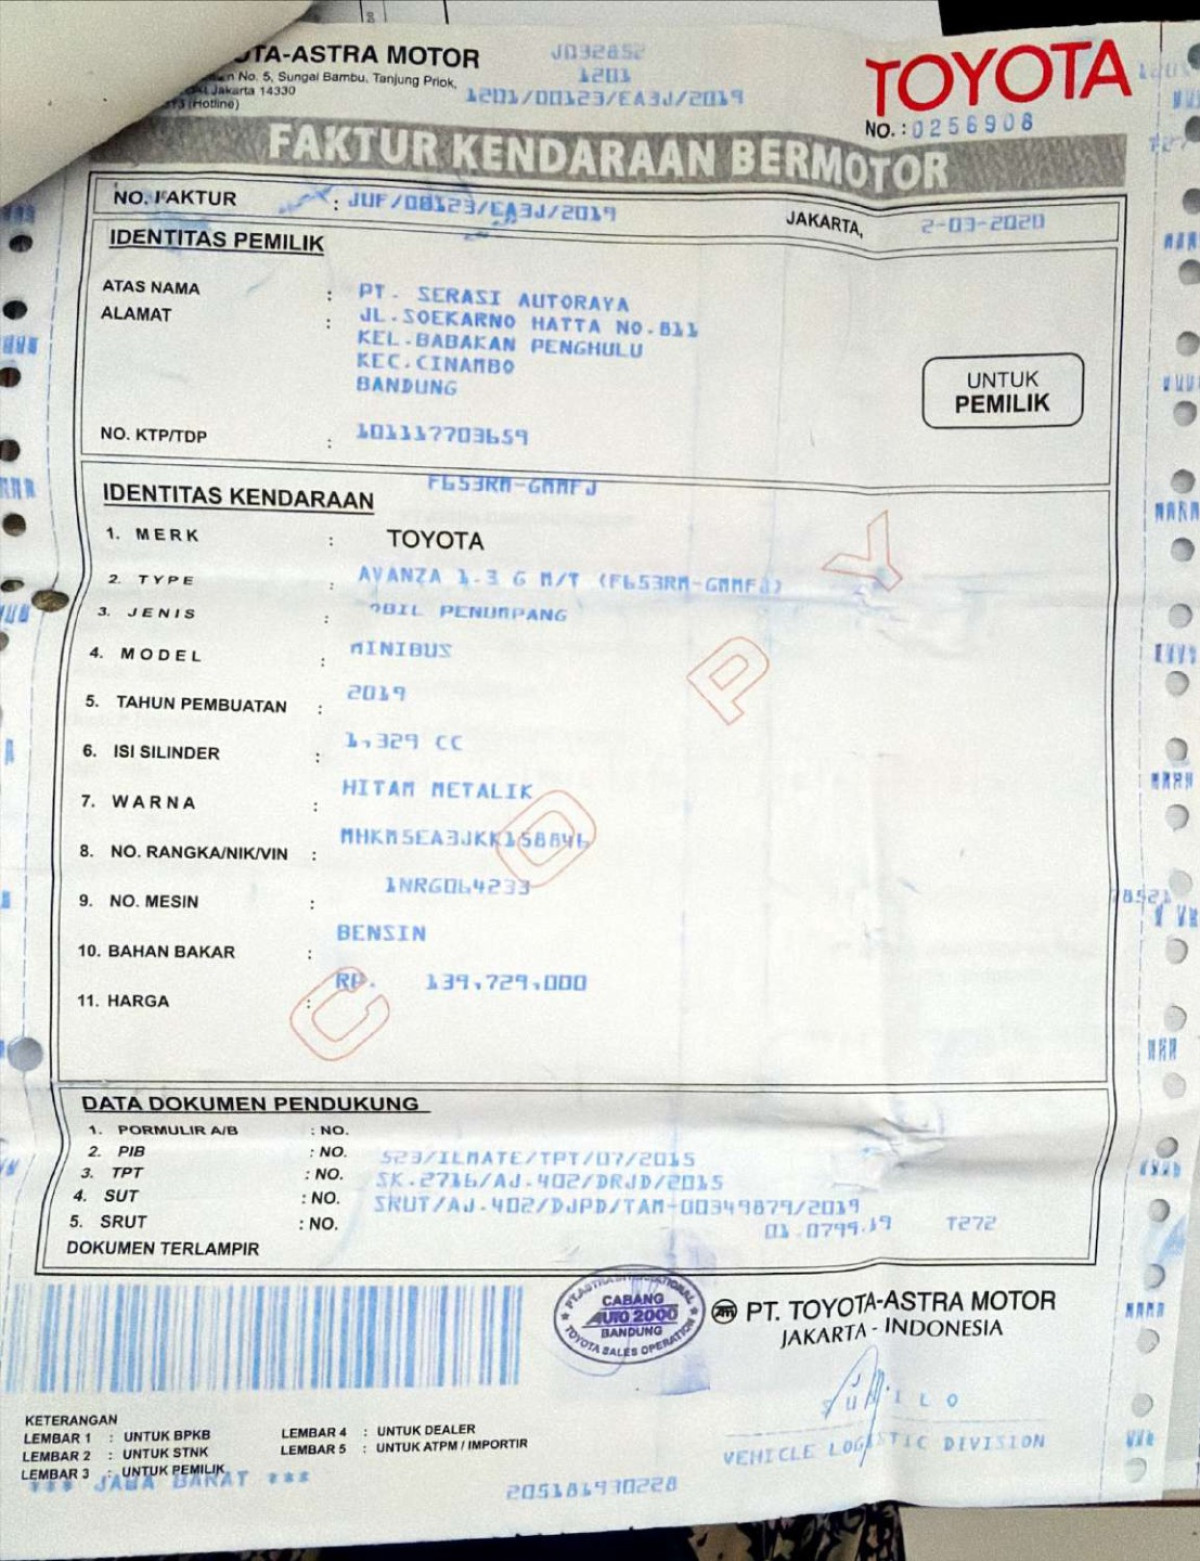 TA-ASTRA MOTOR
No. 5, Sungai Bambu, Tanjung Priok,
Jakarta 14330
(Hotline)
J032852
1201
1201/00123/EA3J/2019
TOYOTA
NO.: 0256908
FAKTUR KENDARAAN BERMOTOR
NO. FAKTUR : JUF/08123/EA3J/2019 JAKARTA, 2-03-2020
IDENTITAS PEMILIK
ATAS NAMA : PT. SERASI AUTORAYA
ALAMAT : JL.SOEKARNO HATTA NO.811
KEL.BABAKAN PENGHULU
KEC.CINAMBO
BANDUNG
UNTUK
PEMILIK
NO. KTP/TDP : 101117703659
F653RM-GMMFJ
IDENTITAS KENDARAAN
1. MERK : TOYOTA
2. TYPE : AVANZA 1.3 G M/T (F653RM-GMMFJ)
3. JENIS : OBIL PENUMPANG
4. MODEL : MINIBUS
5. TAHUN PEMBUATAN : 2019
6. ISI SILINDER : 1,329 CC
7. WARNA : HITAM METALIK
8. NO. RANGKA/NIK/VIN : MHKM5EA3JKK158846
9. NO. MESIN : 1NRG064233
10. BAHAN BAKAR : BENSIN
11. HARGA : RP. 139,729,000
COPY
DATA DOKUMEN PENDUKUNG
1. PORMULIR A/B : NO.
2. PIB : NO.
3. TPT : NO. 523/ILMATE/TPT/07/2015
4. SUT : NO. SK.2716/AJ.402/DRJD/2015
5. SRUT : NO. SRUT/AJ.402/DJPD/TAM-00349879/2019
01.0799.19 T272
DOKUMEN TERLAMPIR
CABANG
AUTO 2000
BANDUNG
TOYOTA SALES OPERATION
PT. TOYOTA-ASTRA MOTOR
JAKARTA - INDONESIA
VEHICLE LOGISTIC DIVISION
KETERANGAN
LEMBAR 1 : UNTUK BPKB
LEMBAR 2 : UNTUK STNK
LEMBAR 3 : UNTUK PEMILIK
LEMBAR 4 : UNTUK DEALER
LEMBAR 5 : UNTUK ATPM / IMPORTIR
*** JAWA BARAT ***
205181930228